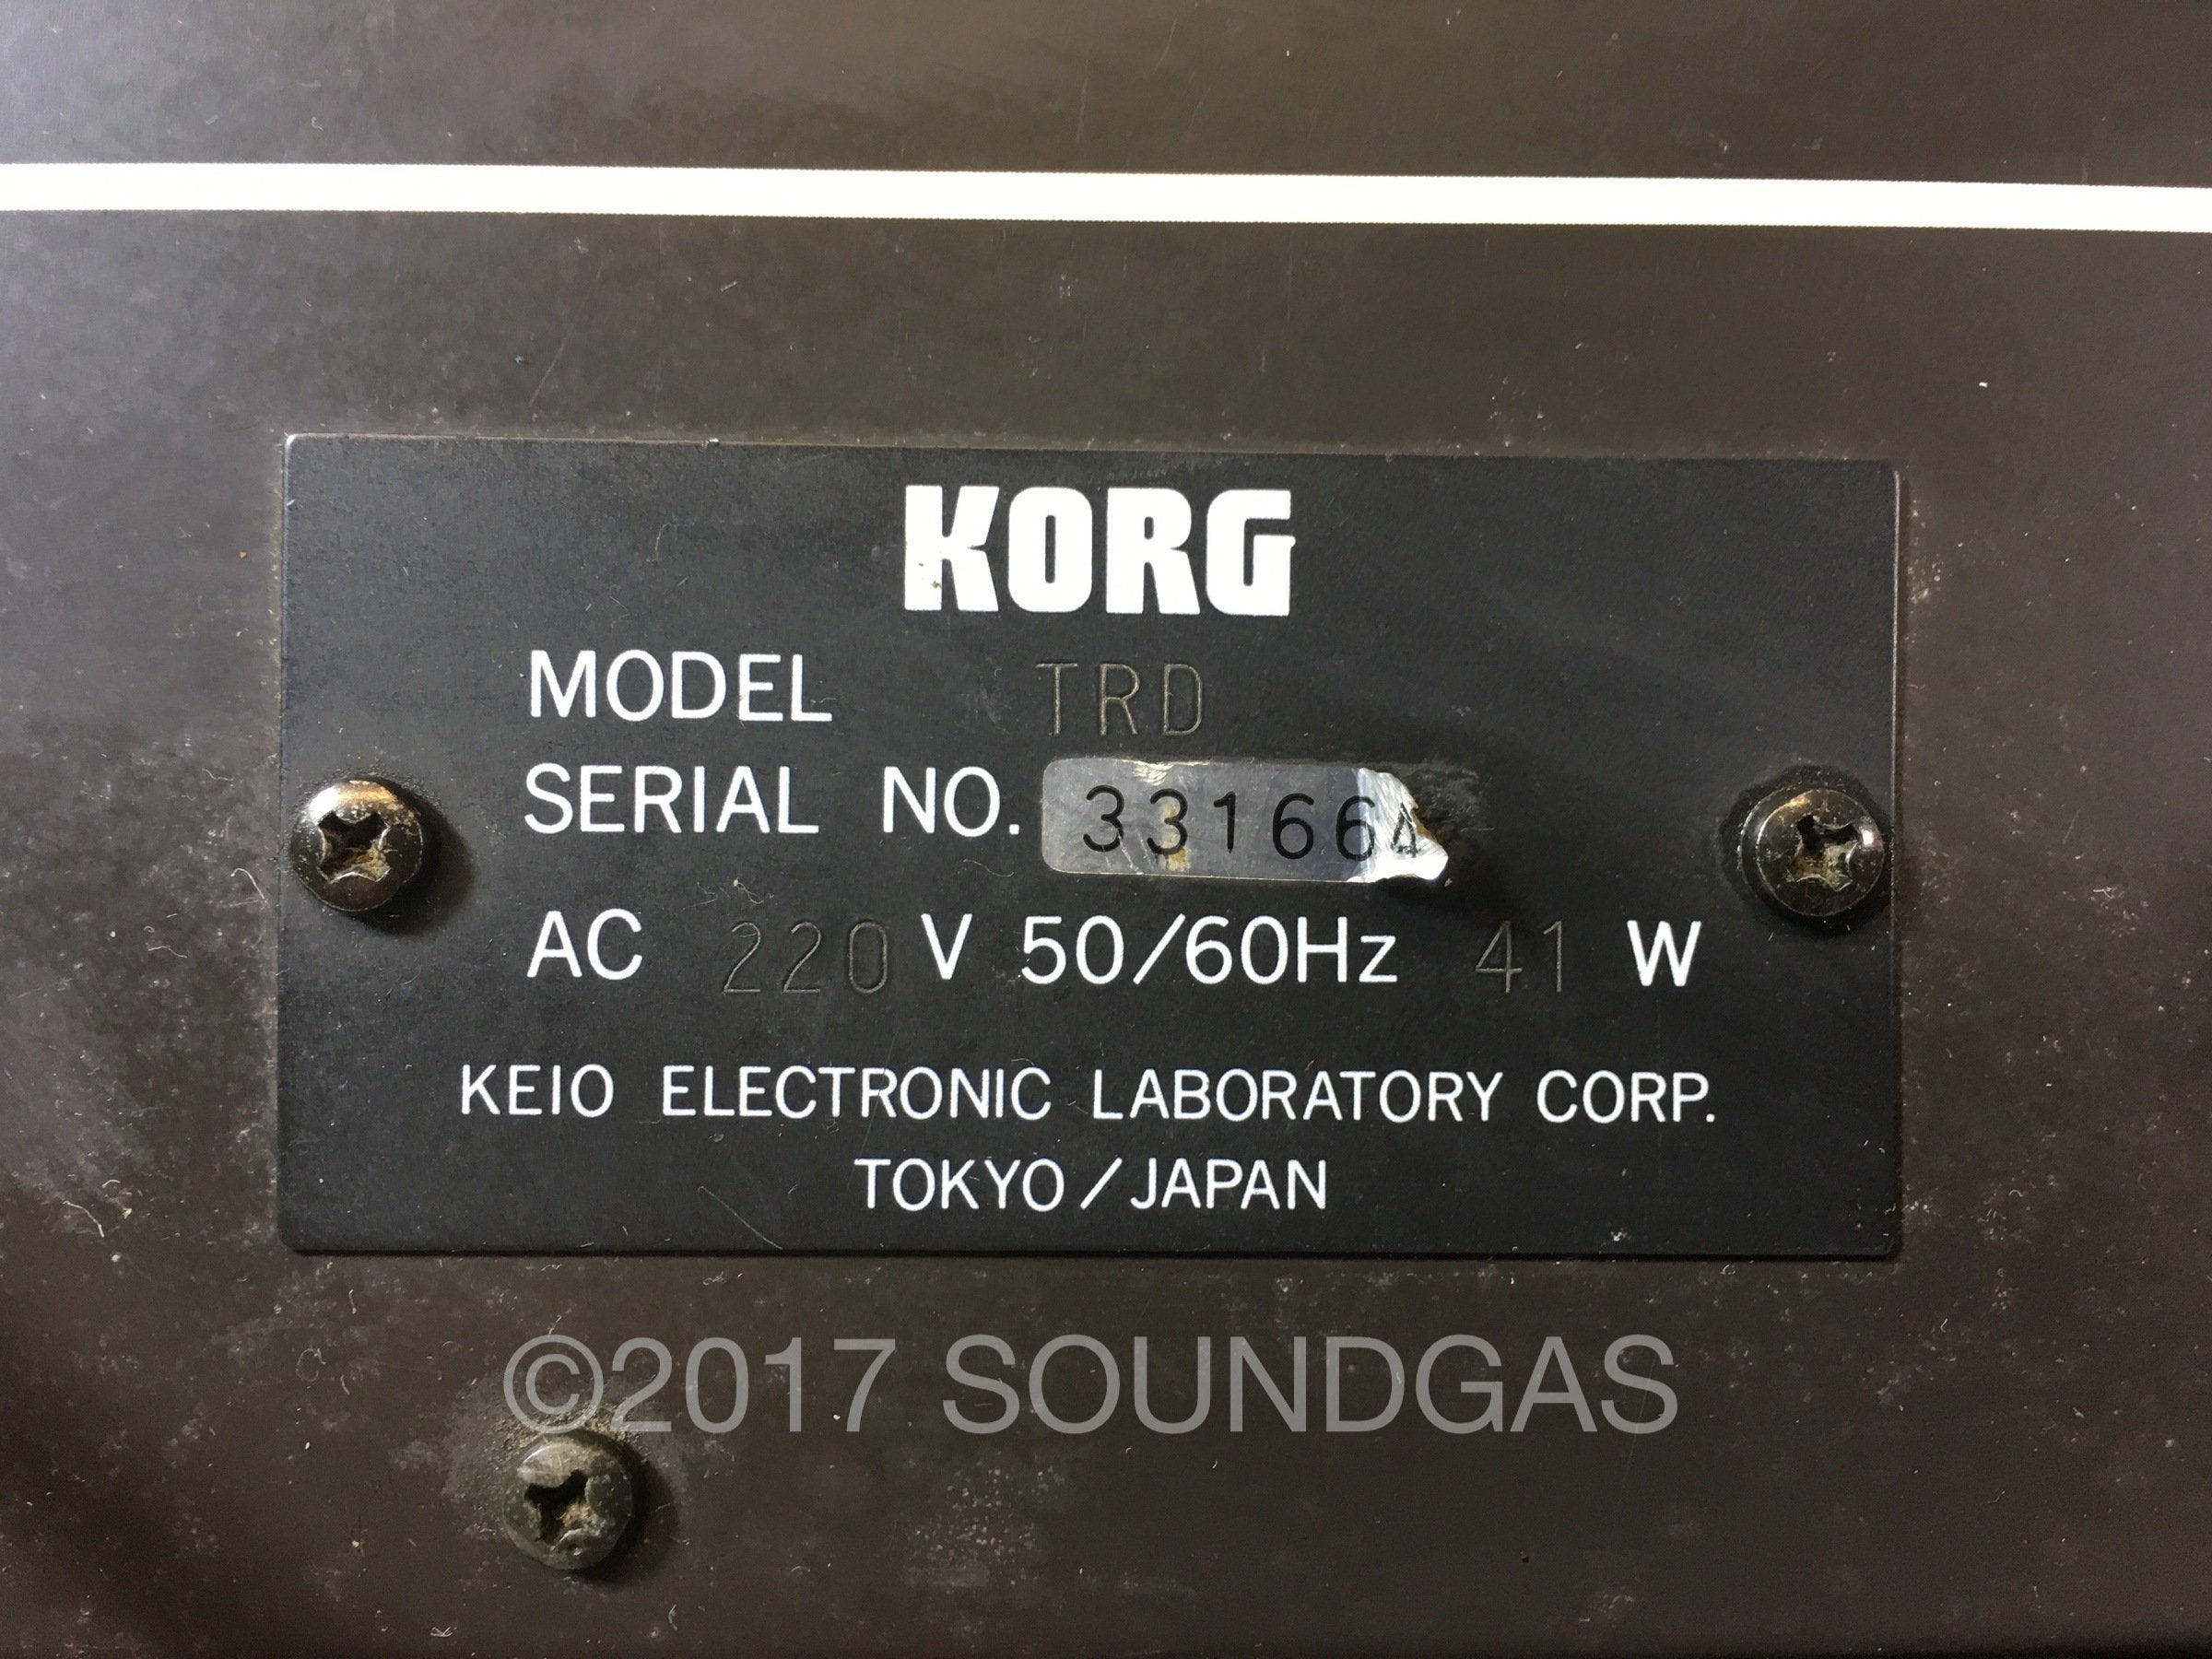 KORG
MODEL TRD
SERIAL NO. 331664
AC 220 V 50/60Hz 41 W
KEIO ELECTRONIC LABORATORY CORP.
TOKYO/JAPAN
©2017 SOUNDGAS